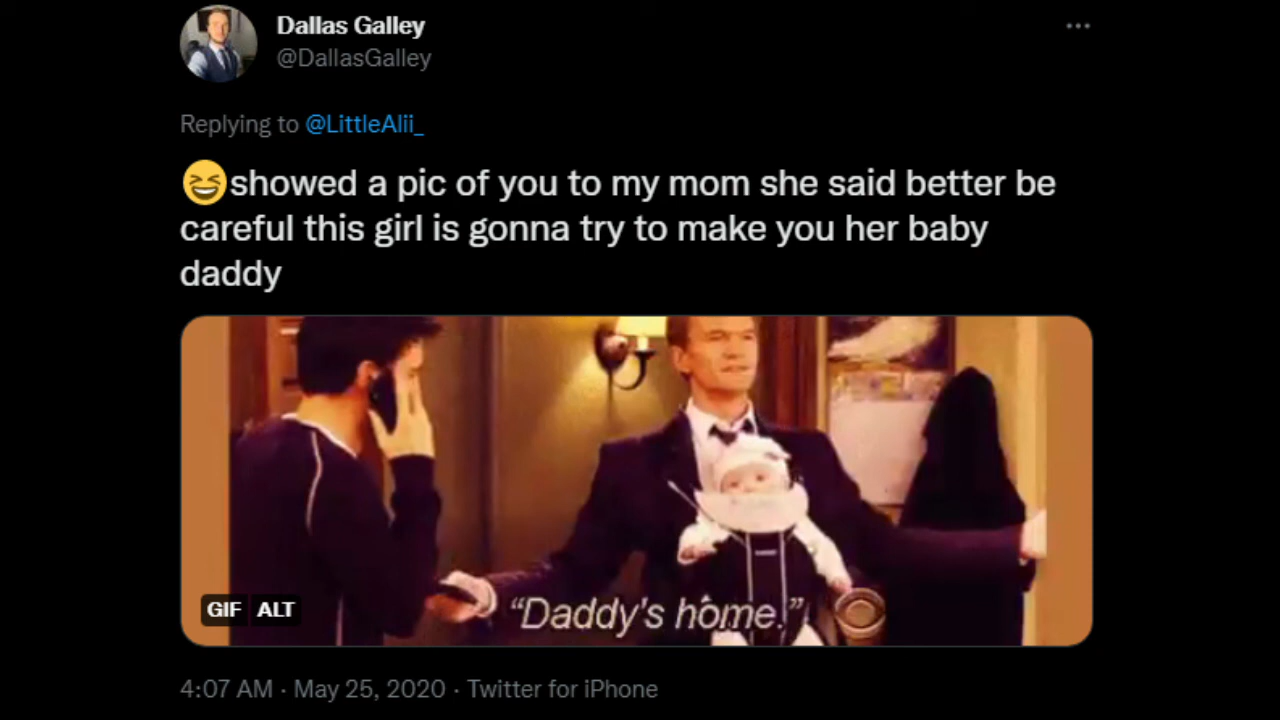 Dallas Galley
@DallasGalley
Replying to @LittleAlii_
😆showed a pic of you to my mom she said better be
careful this girl is gonna try to make you her baby
daddy
"Daddy's home."
GIF ALT
4:07 AM · May 25, 2020 · Twitter for iPhone